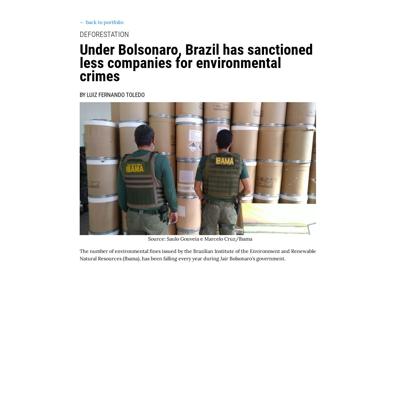 ← back to portfolio
DEFORESTATION
Under Bolsonaro, Brazil has sanctioned
less companies for environmental
crimes
BY LUIZ FERNANDO TOLEDO
IBAMA
IBAMA
Source: Saulo Gouveia e Marcelo Cruz/Ibama
The number of environmental fines issued by the Brazilian Institute of the Environment and Renewable
Natural Resources (Ibama), has been falling every year during Jair Bolsonaro's government.